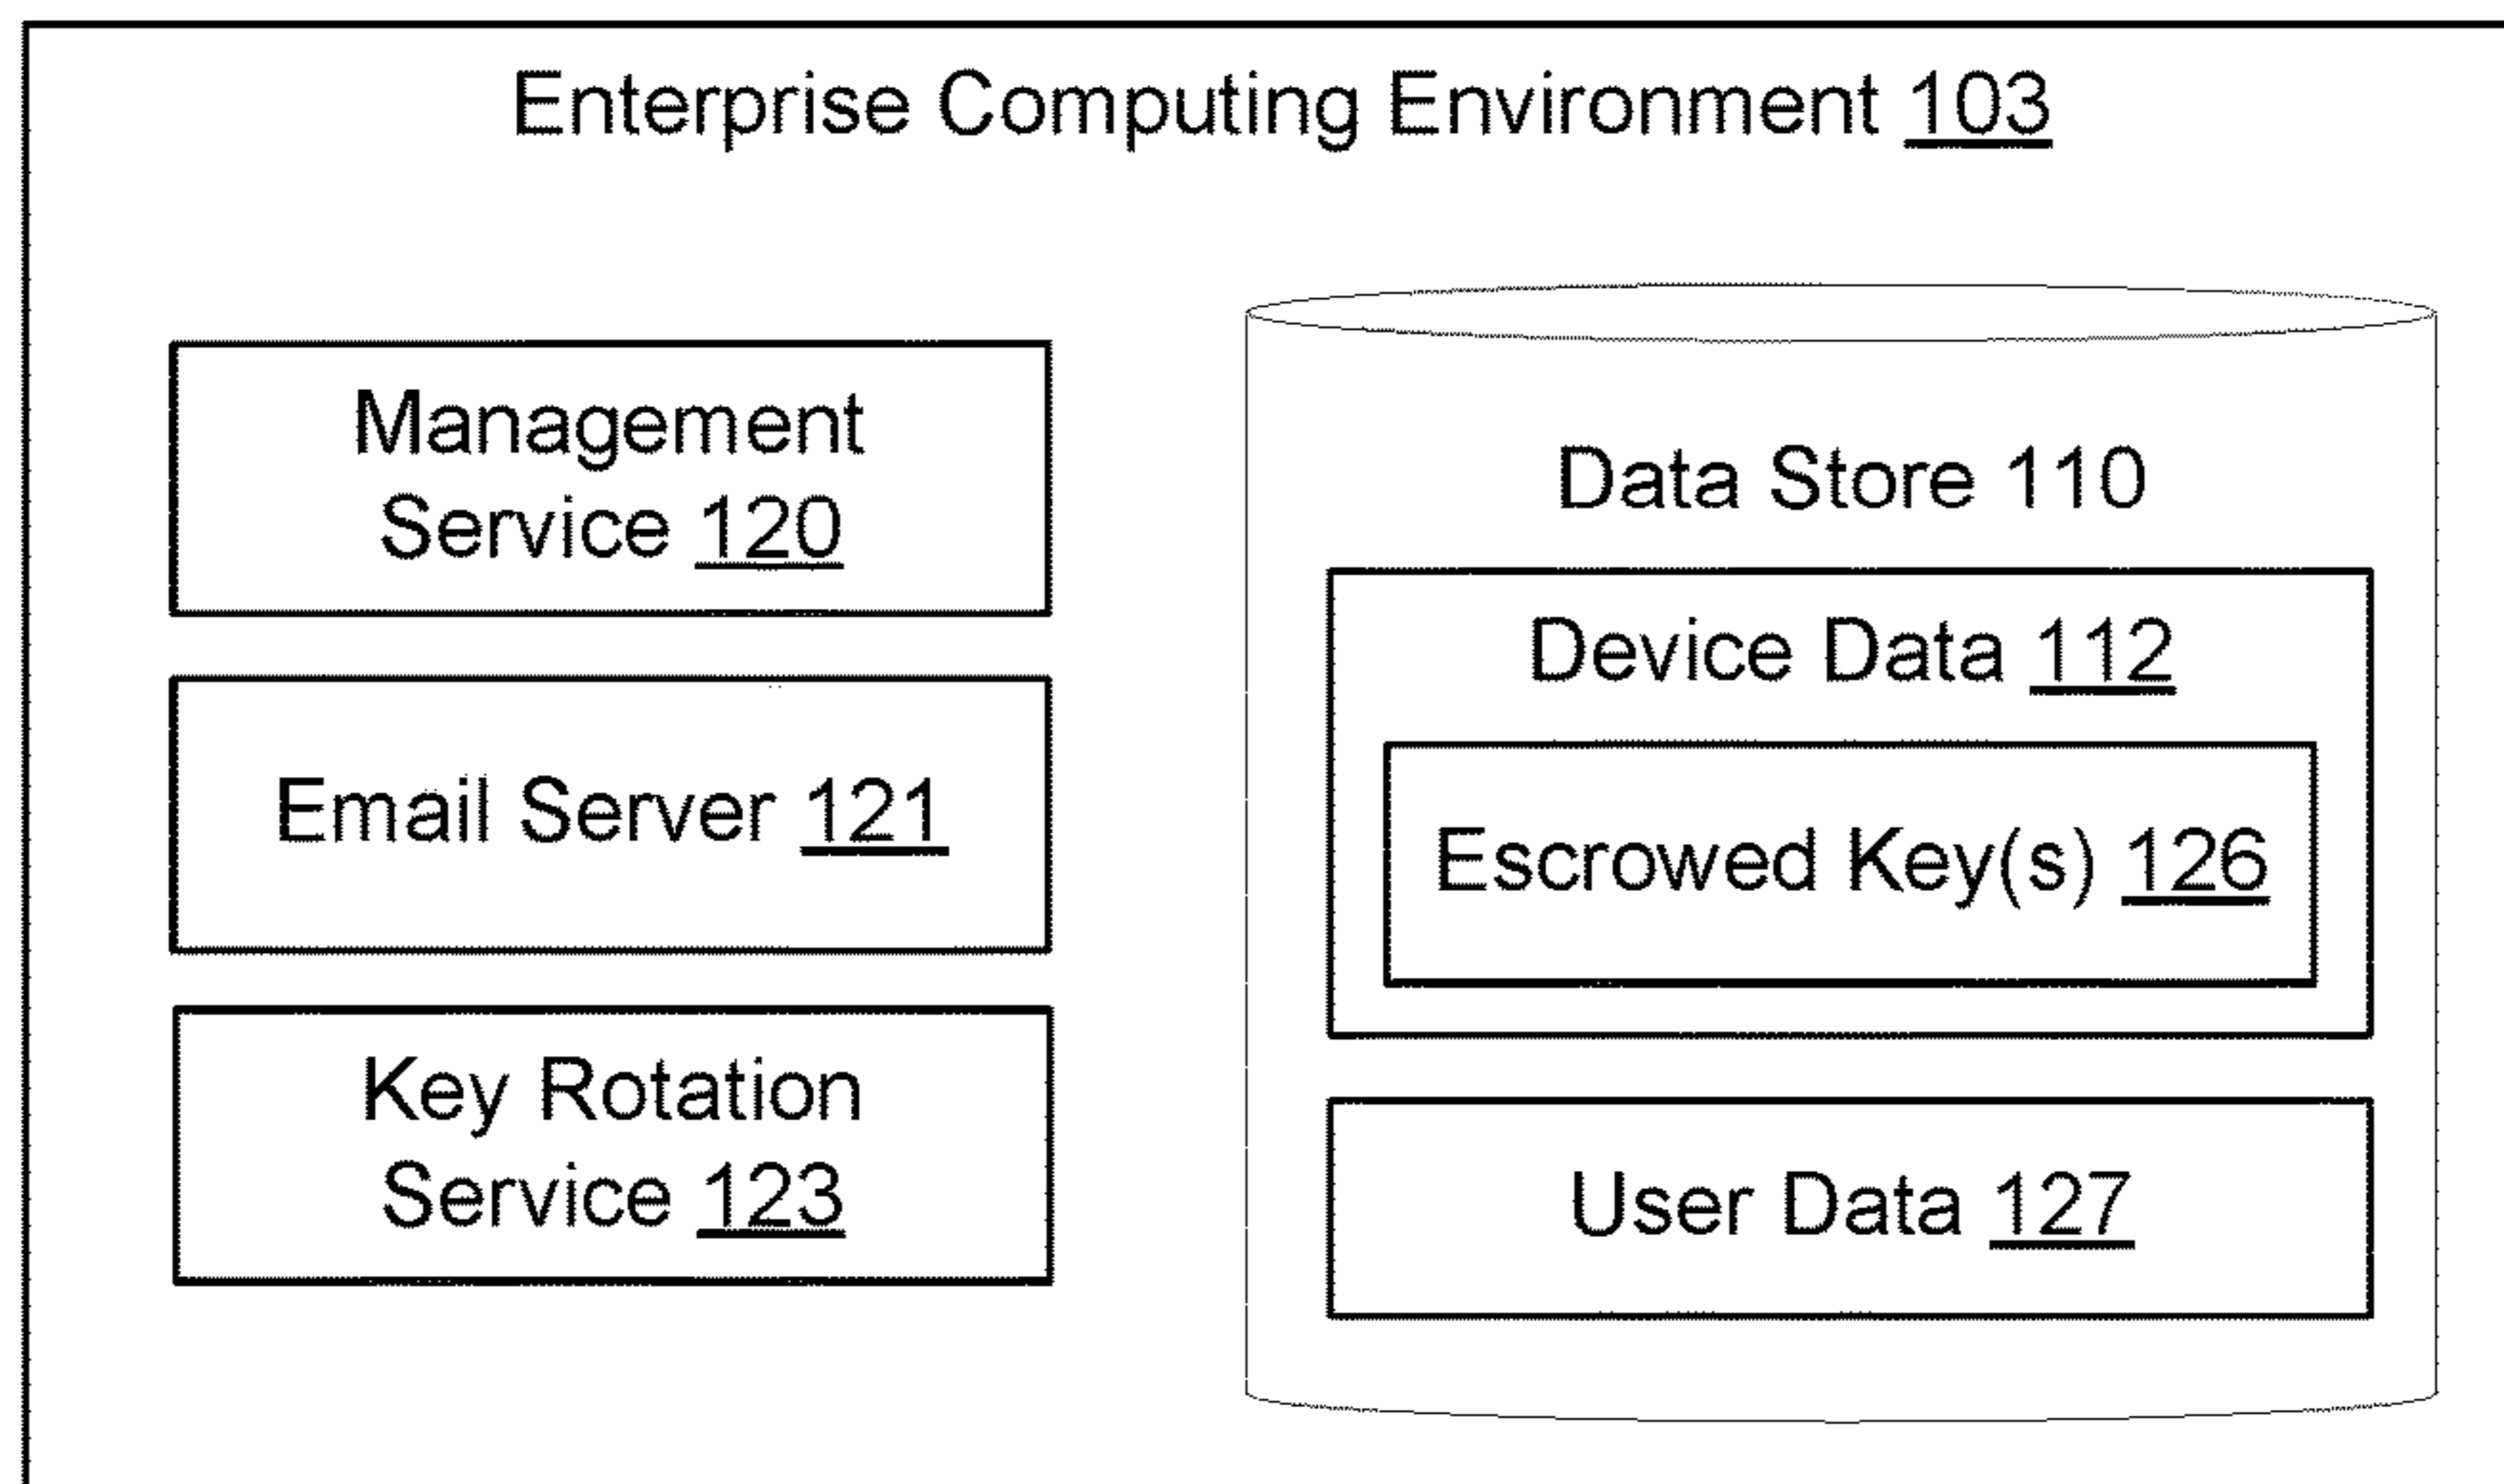 Enterprise Computing Environment 103
Management
Service 120
Email Server 121
Key Rotation
Service 123
Data Store 110
Device Data 112
Escrowed Key(s) 126
User Data 127